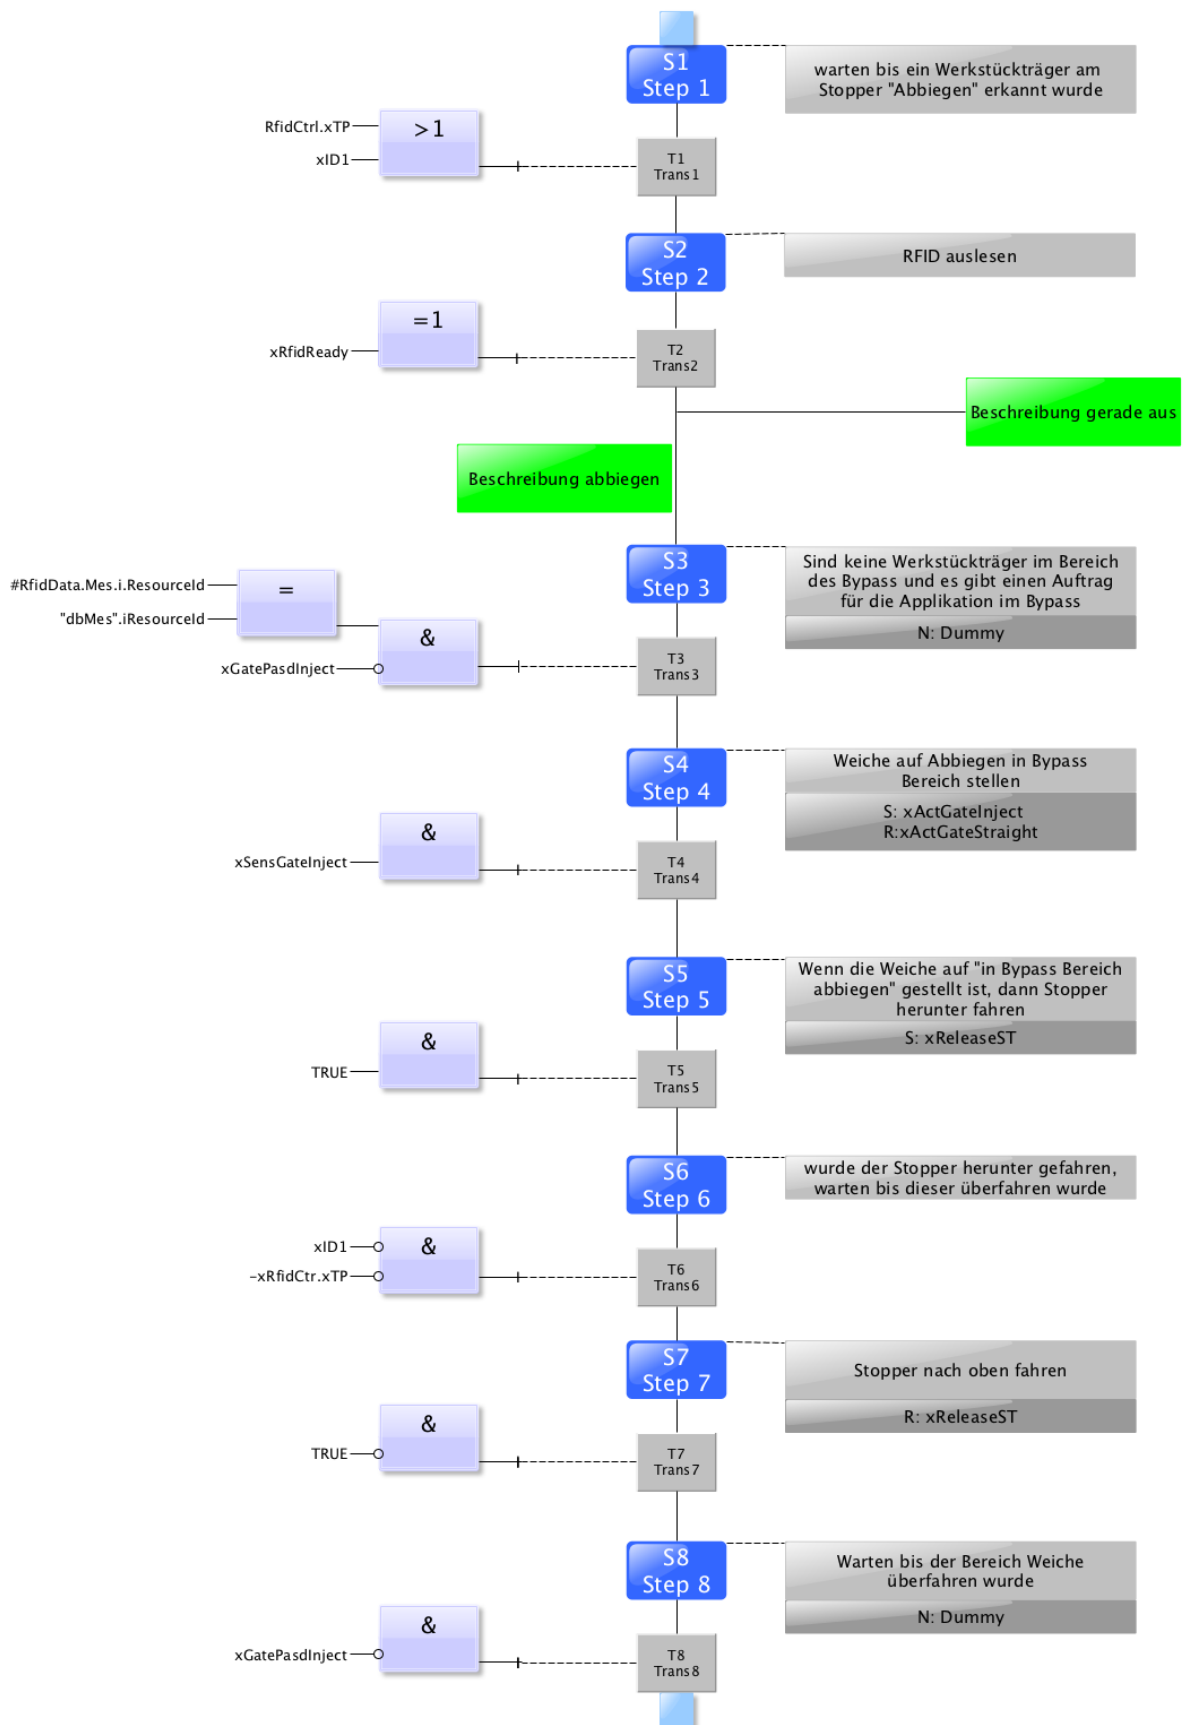 S1
Step 1
warten bis ein Werkstückträger am
Stopper "Abbiegen" erkannt wurde
RfidCtrl.xTP
xID1
>1
T1
Trans1
S2
Step 2
RFID auslesen
xRfidReady
=1
T2
Trans2
Beschreibung gerade aus
Beschreibung abbiegen
S3
Step 3
Sind keine Werkstückträger im Bereich
des Bypass und es gibt einen Auftrag
für die Applikation im Bypass
N: Dummy
#RfidData.Mes.i.ResourceId
"dbMes".iResourceId
=
xGatePasdInject
&
T3
Trans3
S4
Step 4
Weiche auf Abbiegen in Bypass
Bereich stellen
S: xActGateInject
R:xActGateStraight
xSensGateInject
&
T4
Trans4
S5
Step 5
Wenn die Weiche auf "in Bypass Bereich
abbiegen" gestellt ist, dann Stopper
herunter fahren
S: xReleaseST
TRUE
&
T5
Trans5
S6
Step 6
wurde der Stopper herunter gefahren,
warten bis dieser überfahren wurde
xID1
-xRfidCtr.xTP
&
T6
Trans6
S7
Step 7
Stopper nach oben fahren
R: xReleaseST
TRUE
&
T7
Trans7
S8
Step 8
Warten bis der Bereich Weiche
überfahren wurde
N: Dummy
xGatePasdInject
&
T8
Trans8